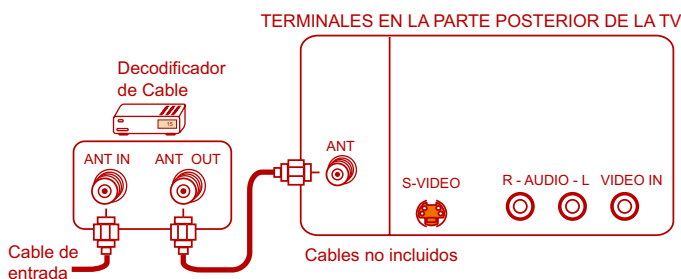 TERMINALES EN LA PARTE POSTERIOR DE LA TV
Decodificador
de Cable
15
ANT IN
ANT OUT
ANT
S-VIDEO
R - AUDIO - L
VIDEO IN
Cable de
entrada
Cables no incluidos